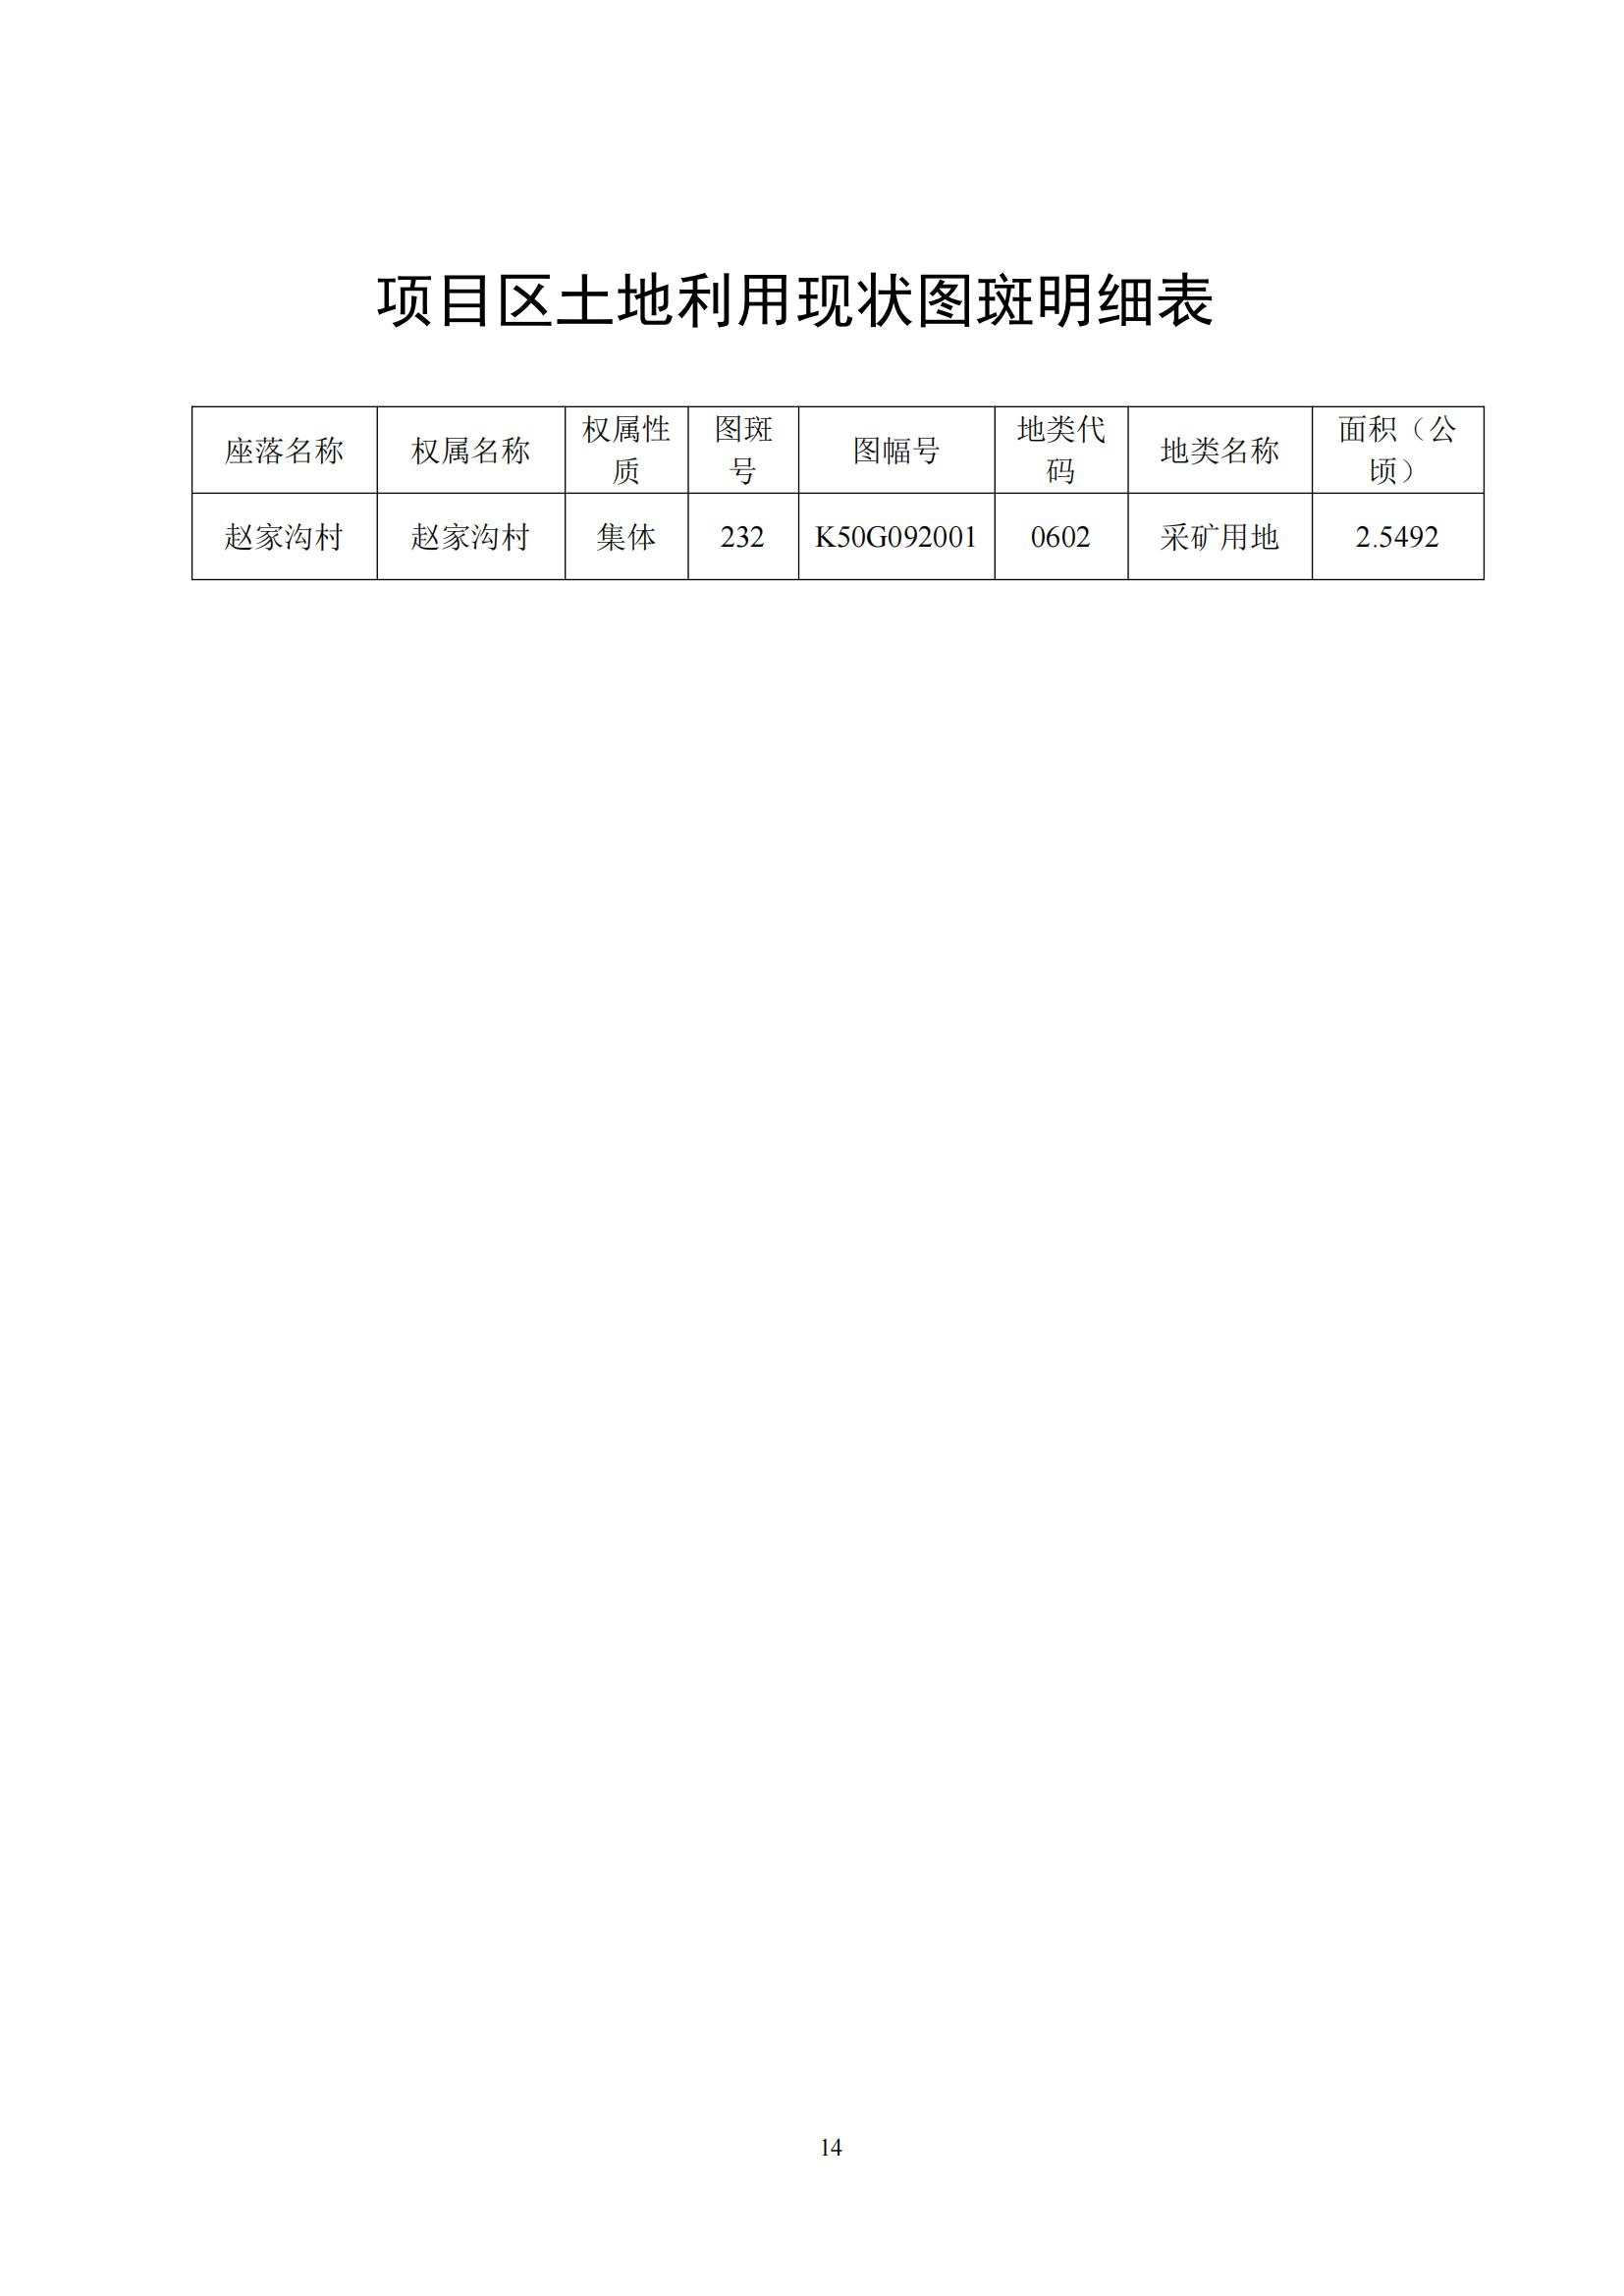 项目区土地利用现状图斑明细表
座落名称 权属名称 权属性质 图斑号 图幅号 地类代码 地类名称 面积（公顷）
赵家沟村 赵家沟村 集体 232 K50G092001 0602 采矿用地 2.5492
14